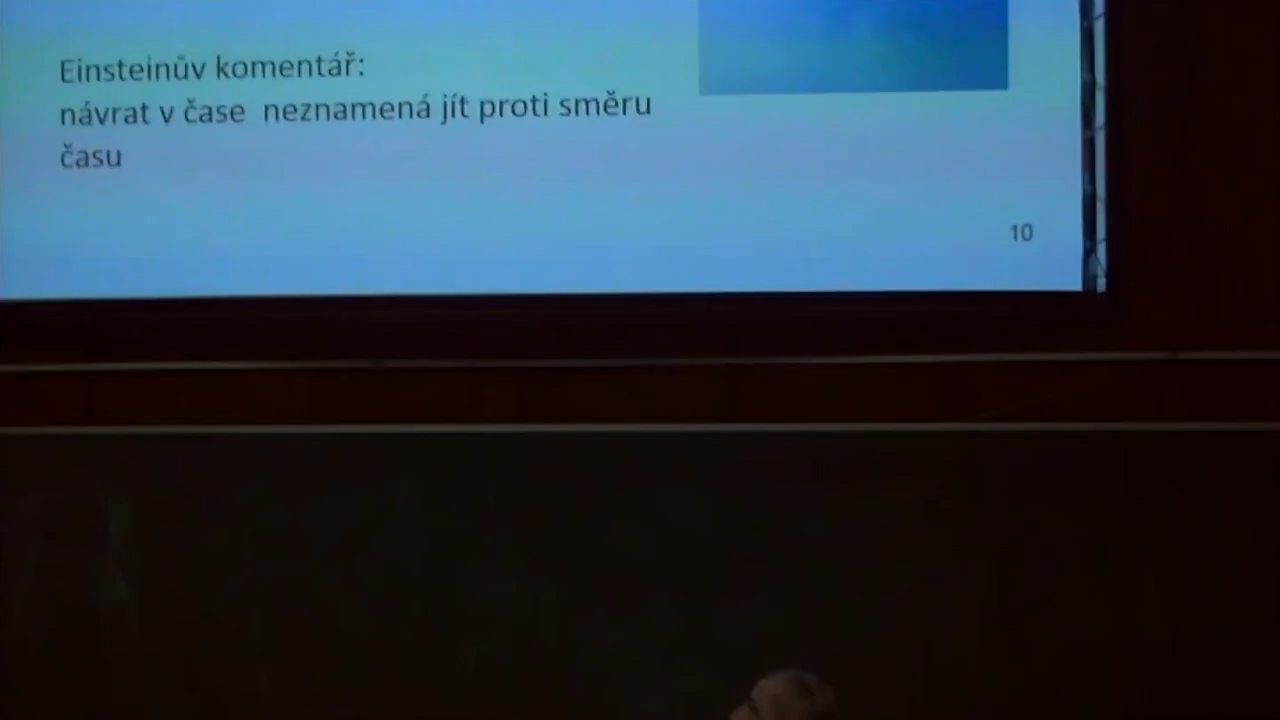 Einsteinův komentář:
návrat v čase neznamená jít proti směru
času
10